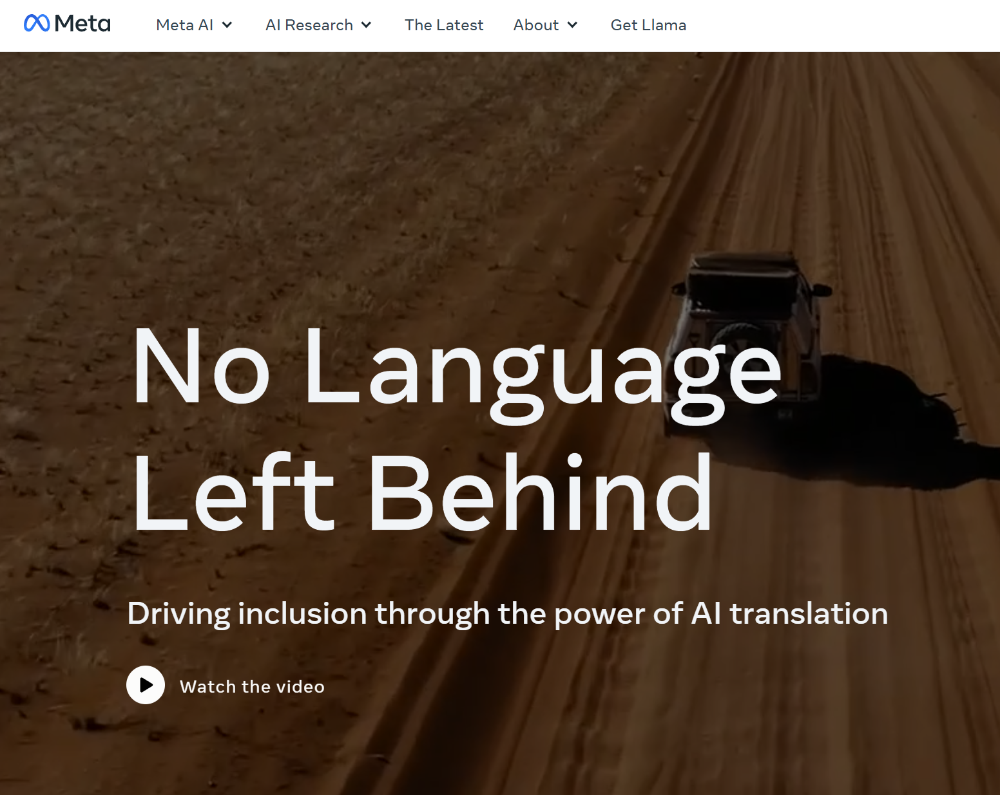 Meta
Meta AI
AI Research
The Latest
About
Get Llama
No Language
Left Behind
Driving inclusion through the power of AI translation
Watch the video